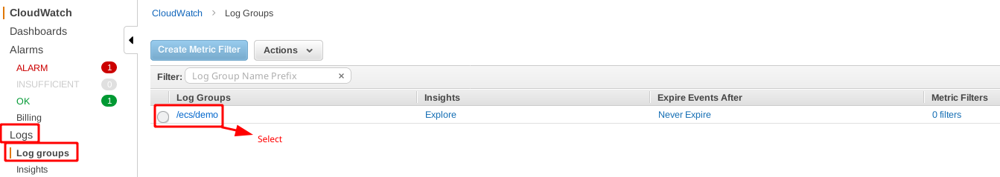 CloudWatch
Dashboards
Alarms
ALARM 1
INSUFFICIENT 0
OK 1
Billing
Logs
Log groups
Insights
CloudWatch Log Groups
Create Metric Filter Actions
Filter: Log Group Name Prefix ×
Log Groups Insights Expire Events After Metric Filters
/ecs/demo Explore Never Expire 0 filters
Select